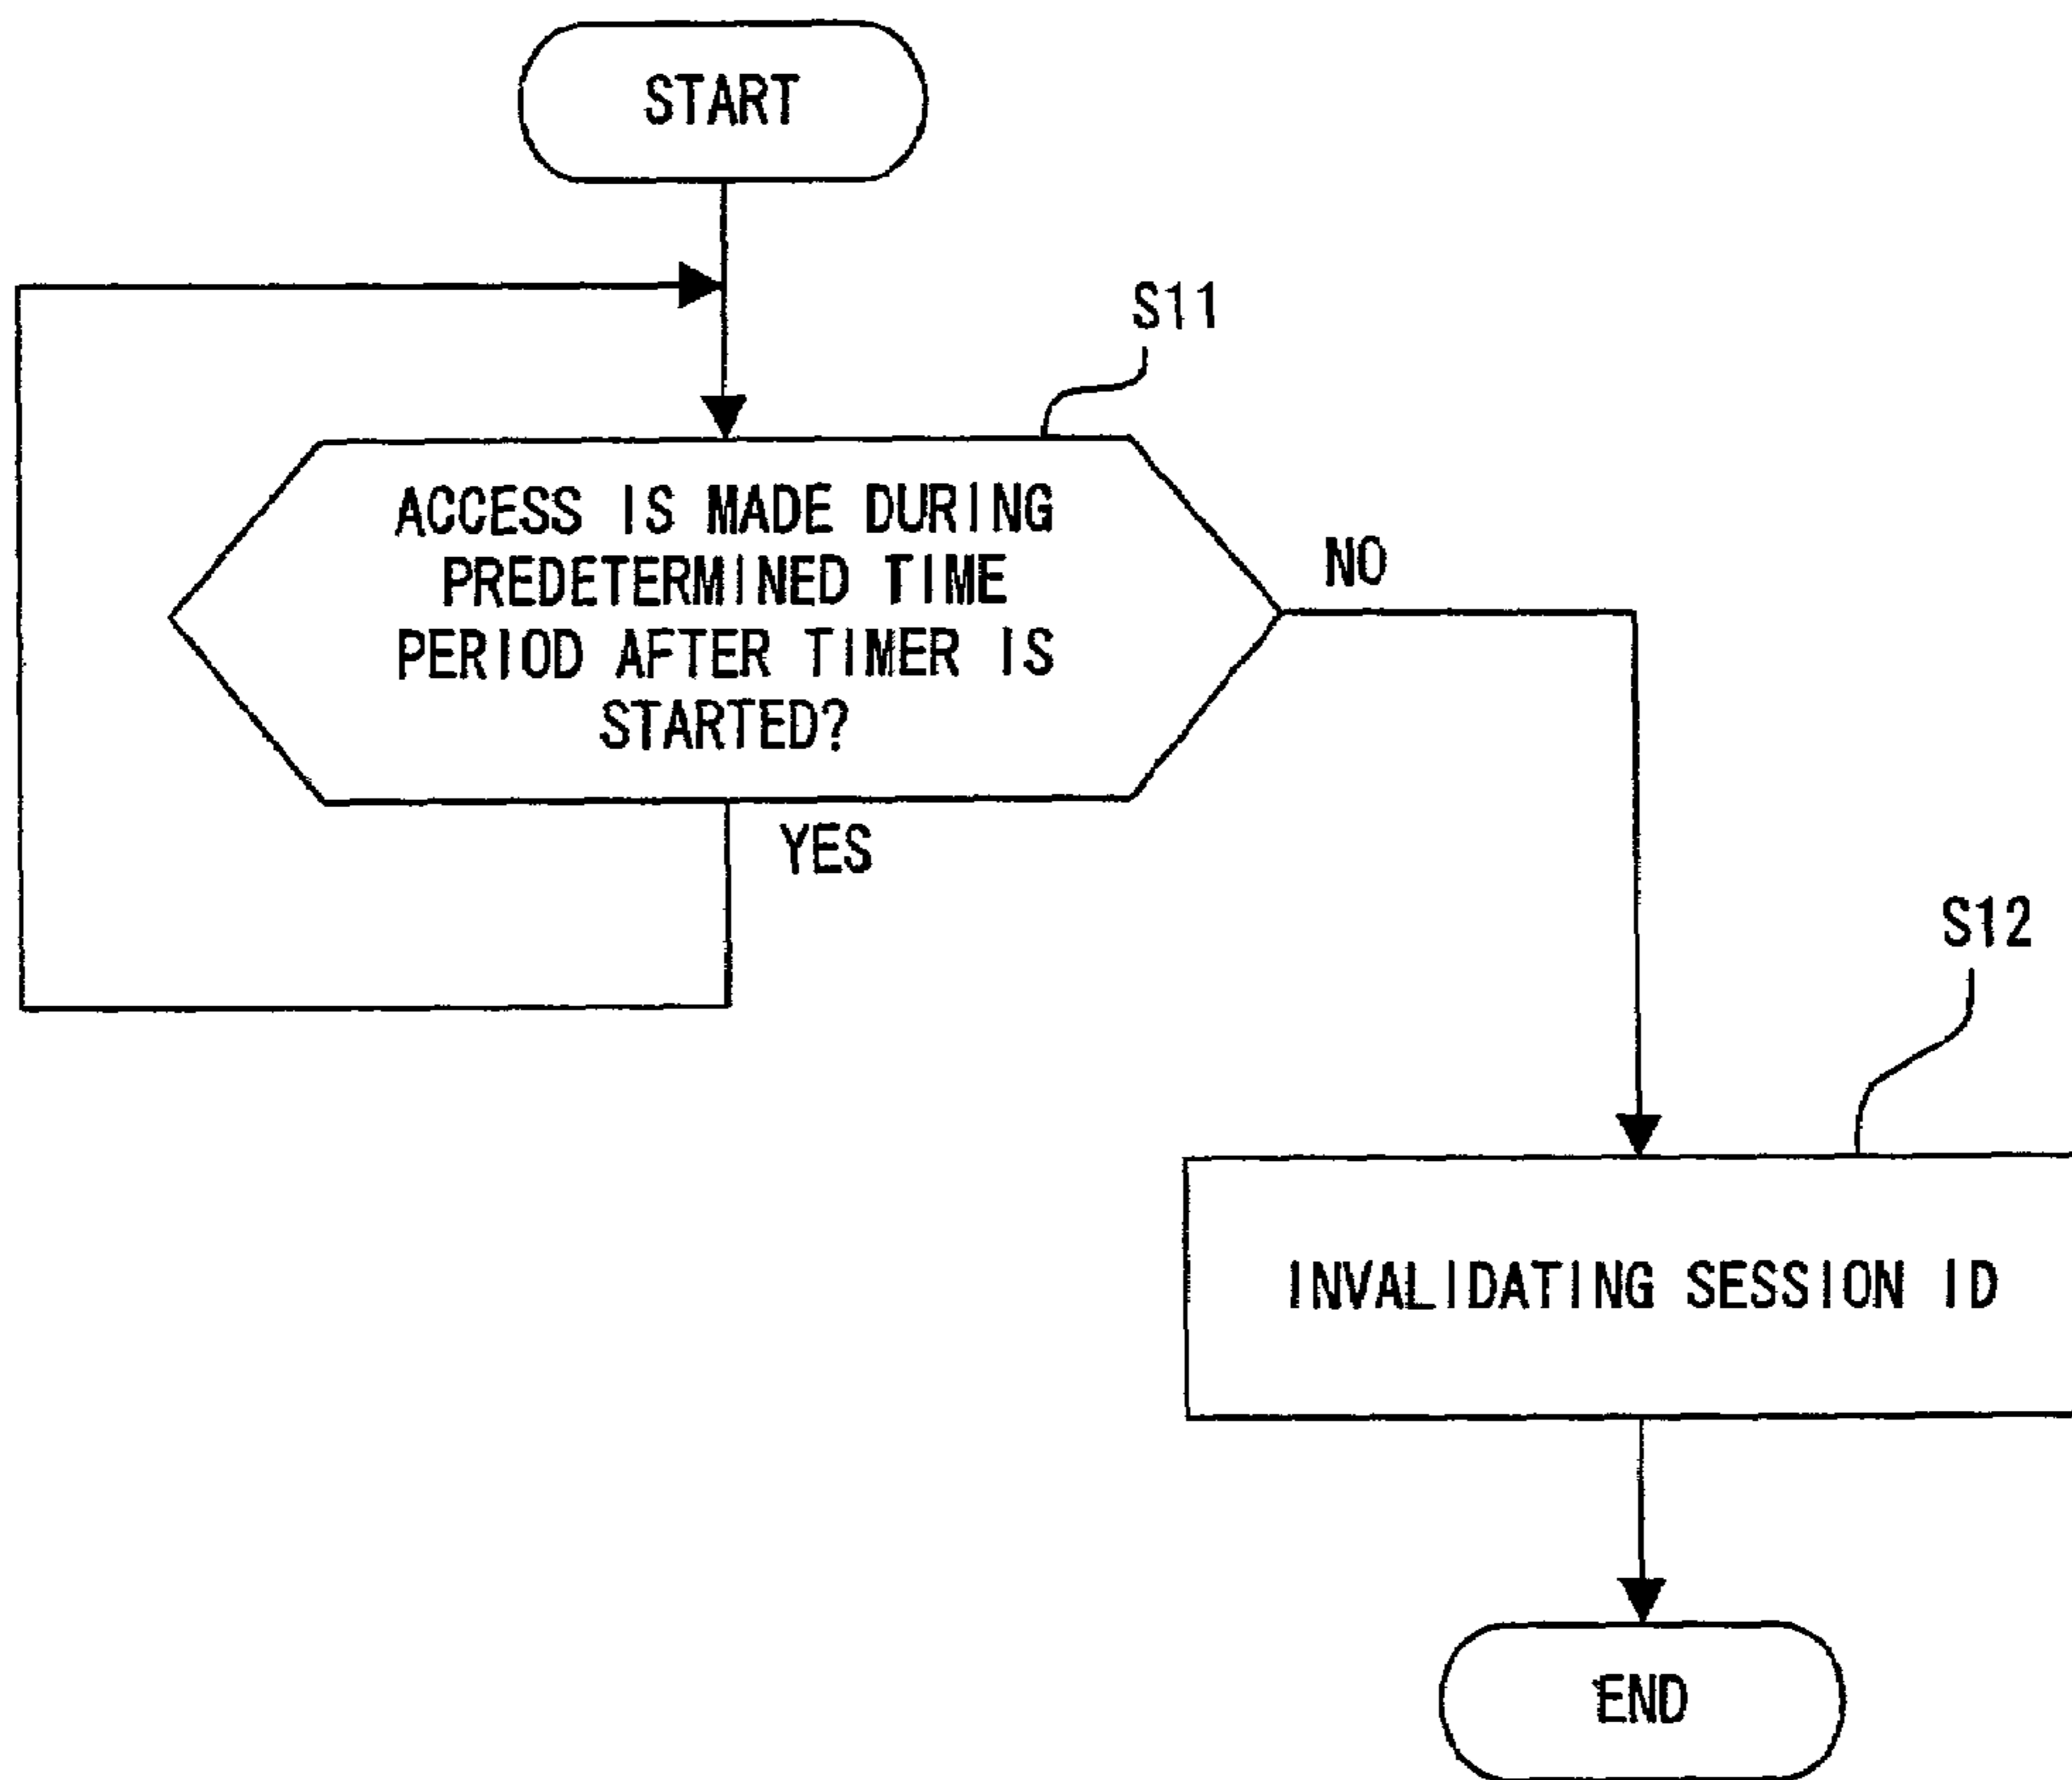 START
S11
ACCESS IS MADE DURING
PREDETERMINED TIME
PERIOD AFTER TIMER IS
STARTED?
NO
YES
S12
INVALIDATING SESSION ID
END